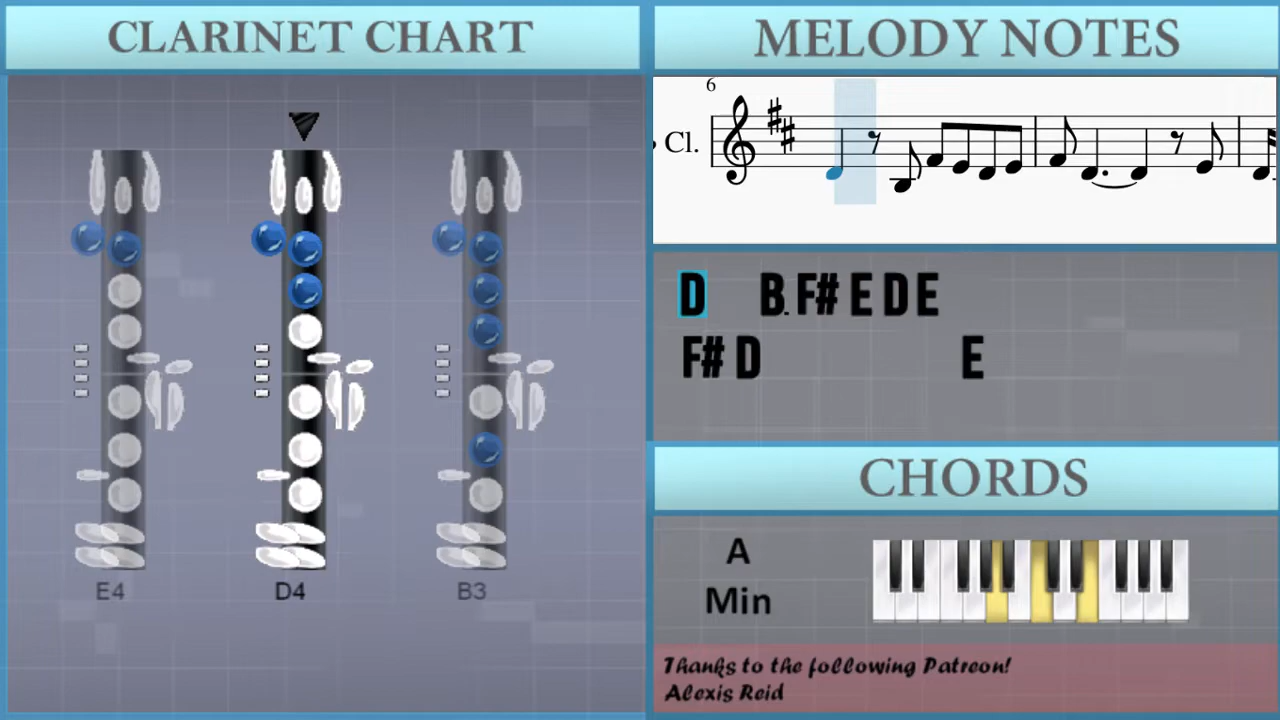 CLARINET CHART
E4
D4
B3
MELODY NOTES
6
Cl.
D B. F# E D E
F# D E
CHORDS
A
Min
Thanks to the following Patreon!
Alexis Reid